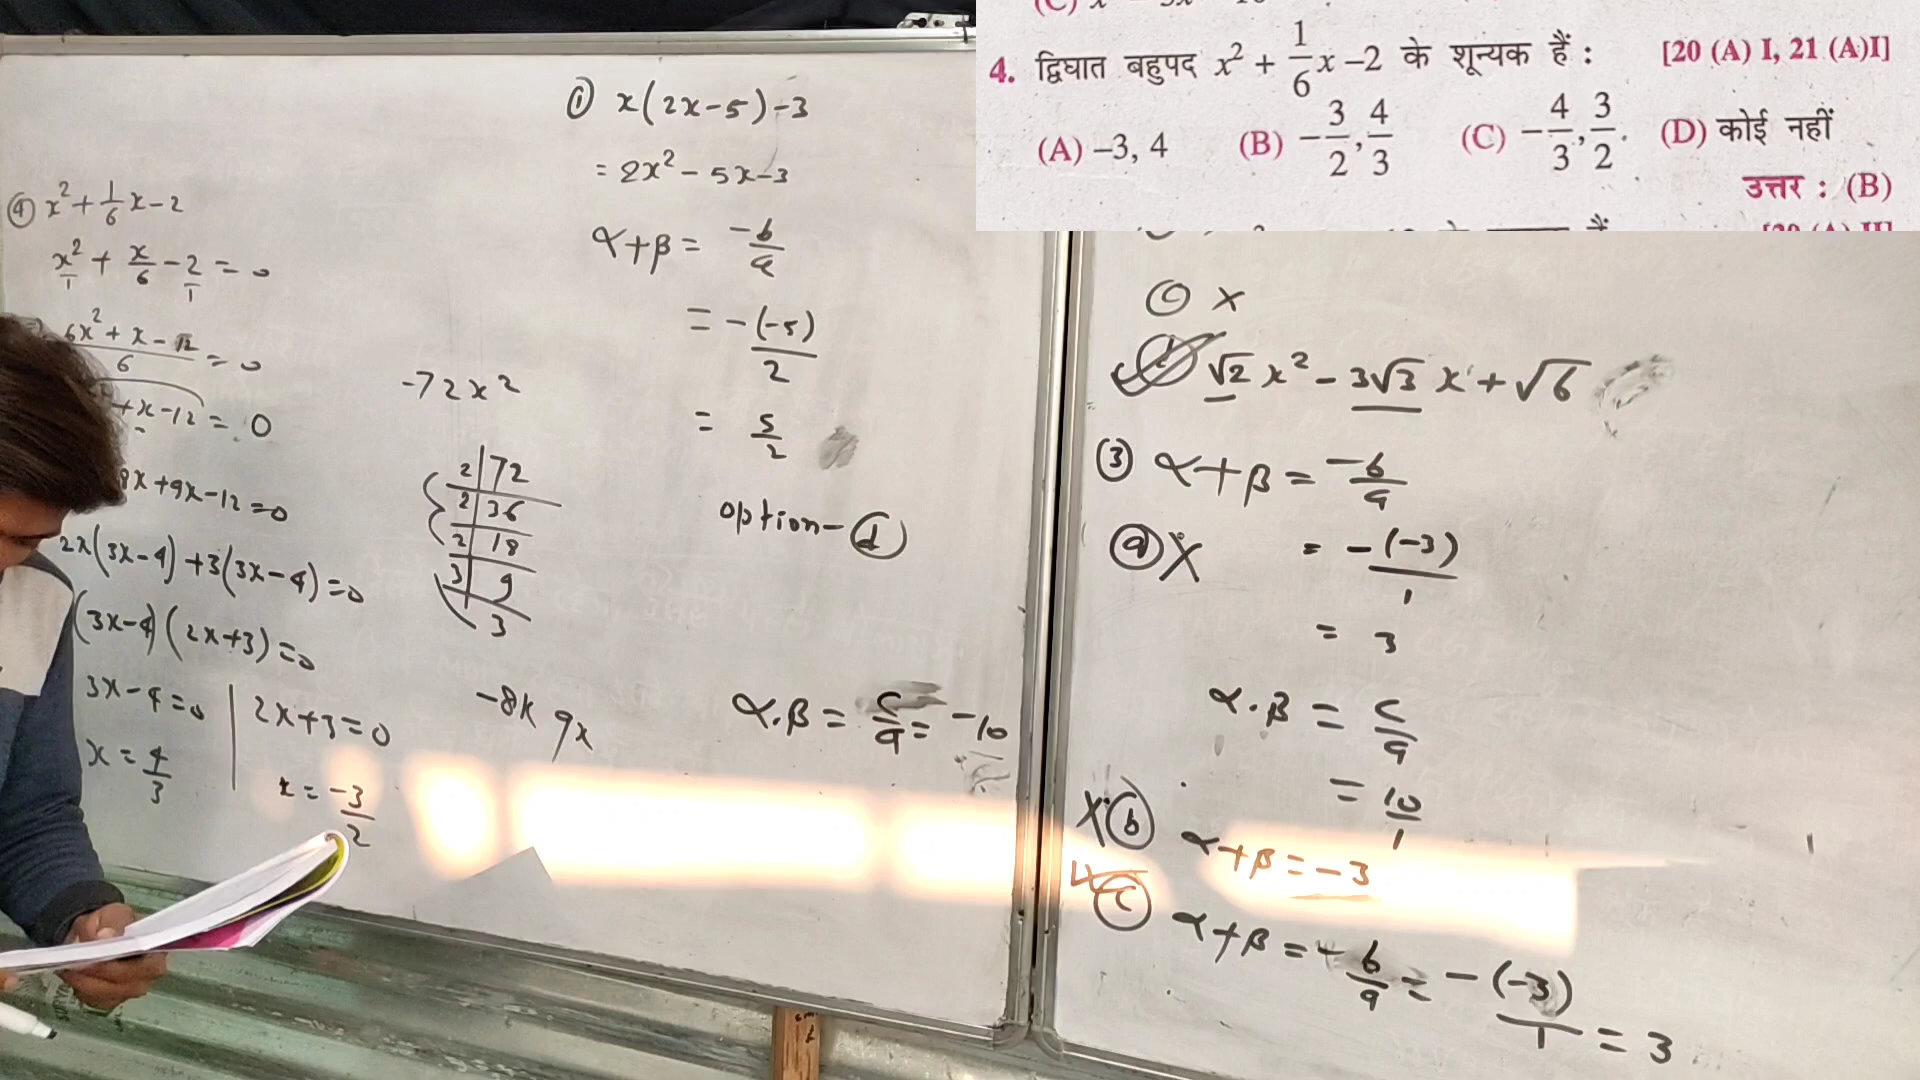 ④ x² + 1/6 x - 2
x²/1 + x/6 - 2/1 = 0
6x² + x - 12 / 6 = 0
+ x - 12 = 0
8x + 9x - 12 = 0
2x(3x-4) + 3(3x-4) = 0
(3x-4)(2x+3) = 0
3x-4=0 | 2x+3=0
x = 4/3 | x = -3/2
-72x²
2 | 72
2 | 36
2 | 18
3 | 9
3
-8x 9x
① x(2x-5)-3
= 2x² - 5x - 3
α+β = -b/a
= -(-5)/2
= 5/2
option - ⓓ
α.β = c/a = -10
4. द्विघात बहुपद x² + 1/6 x -2 के शून्यक हैं : [20 (A) I, 21 (A)I]
(A) -3, 4 (B) -3/2, 4/3 (C) -4/3, 3/2. (D) कोई नहीं
उत्तर : (B)
ⓒ x
√2 x² - 3√3 x + √6
③ α+β = -b/a
ⓐ X = -(-3)/1
= 3
α.β = c/a
= 10/1
X ⓑ α+β = -3
ⓒ α+β = -b/a = -(-3)/1 = 3